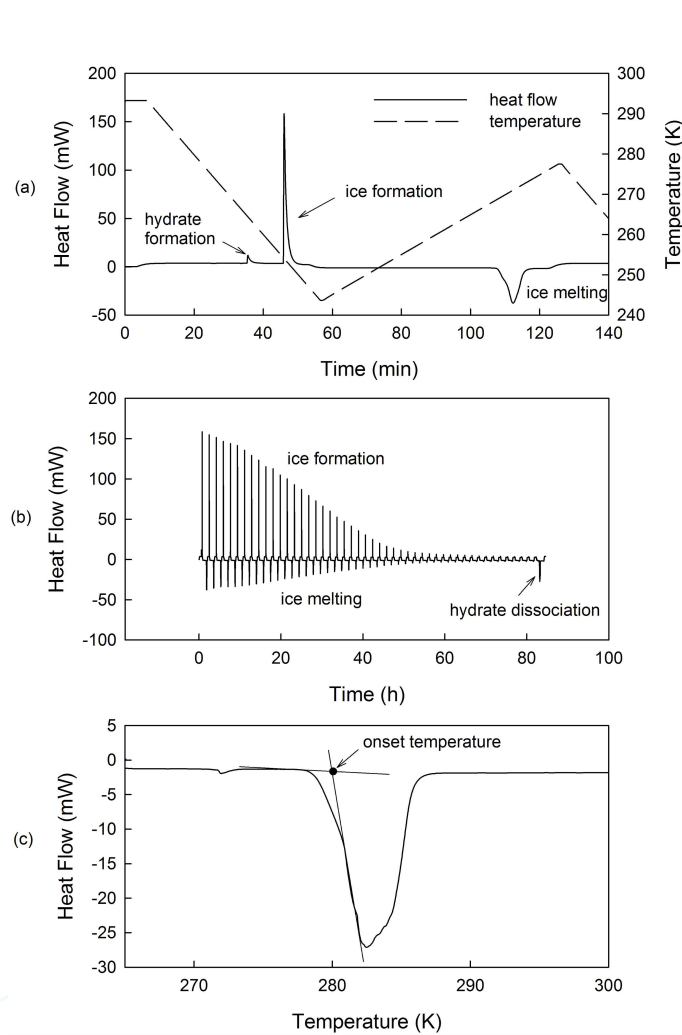 200
150
100
50
0
-50
300
290
280
270
260
250
240
0 20 40 60 80 100 120 140
Heat Flow (mW)
Temperature (K)
Time (min)
(a)
heat flow
temperature
ice formation
hydrate
formation
ice melting
200
150
100
50
0
-50
-100
0 20 40 60 80 100
Heat Flow (mW)
Time (h)
(b)
ice formation
ice melting
hydrate dissociation
5
0
-5
-10
-15
-20
-25
-30
270 280 290 300
Heat Flow (mW)
Temperature (K)
(c)
onset temperature